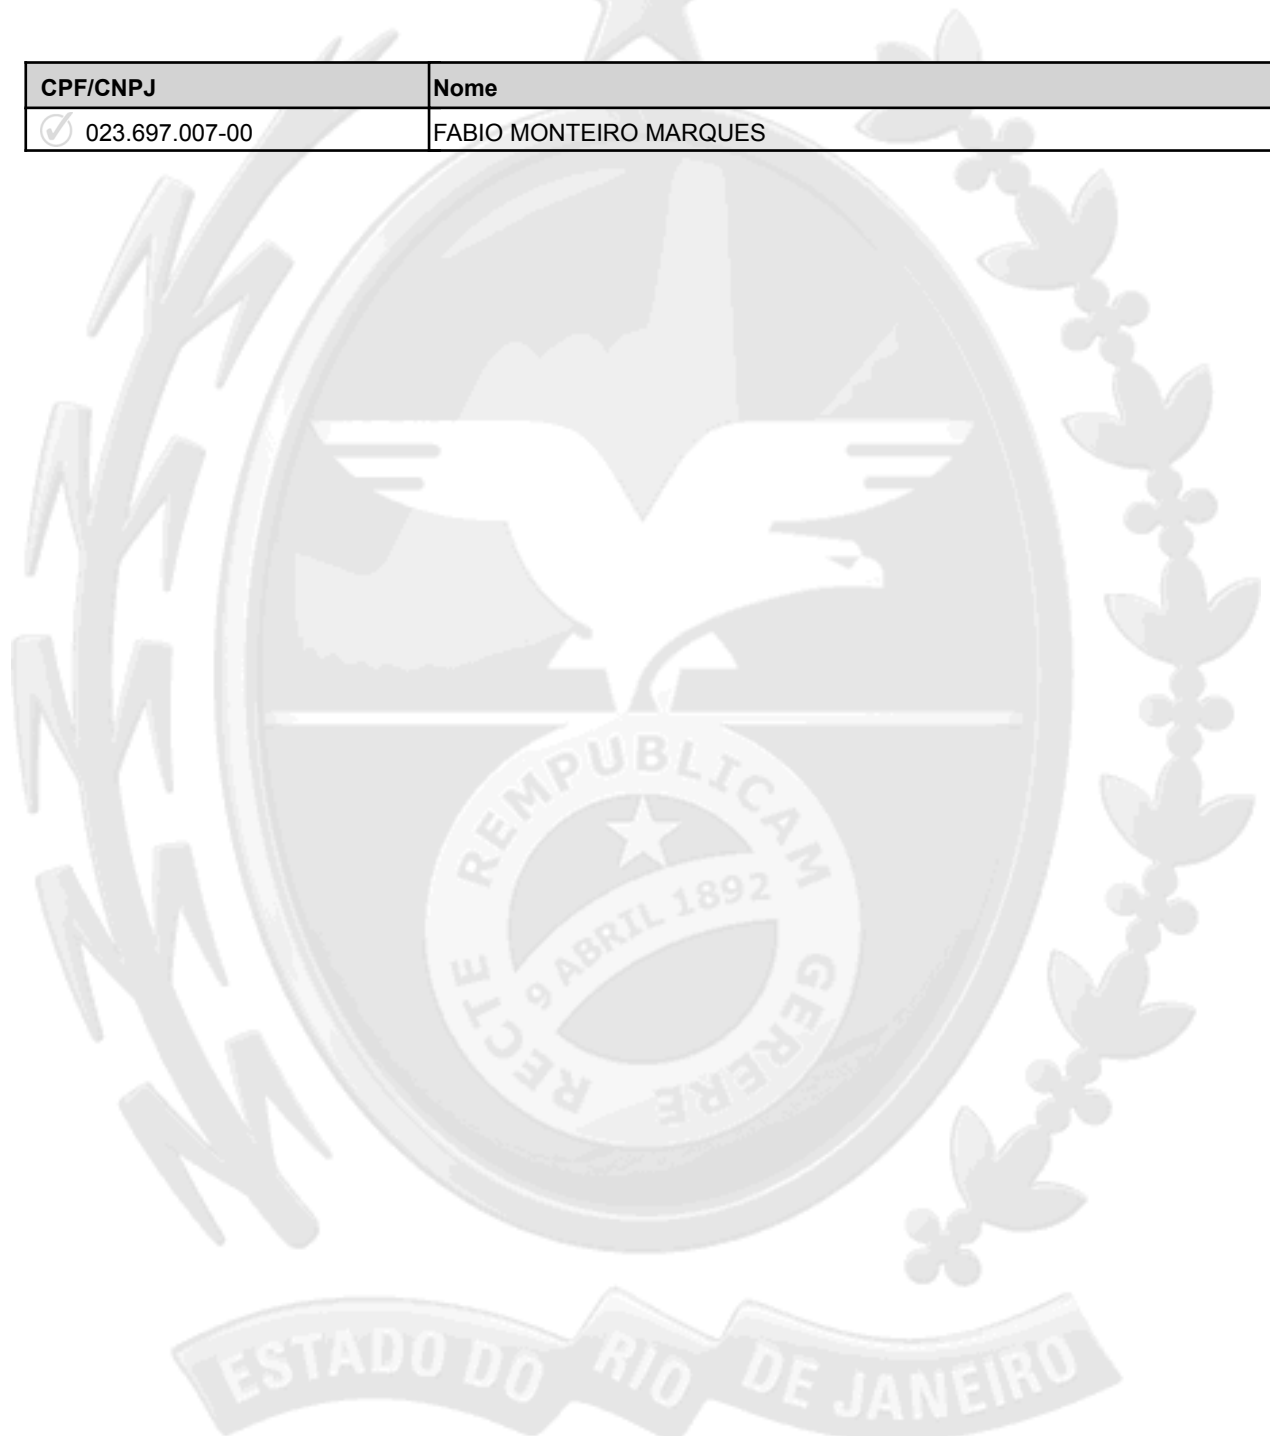 CPF/CNPJ Nome
023.697.007-00 FABIO MONTEIRO MARQUES
RECTE REMPUBLICAM GERERE
9 ABRIL 1892
ESTADO DO RIO DE JANEIRO